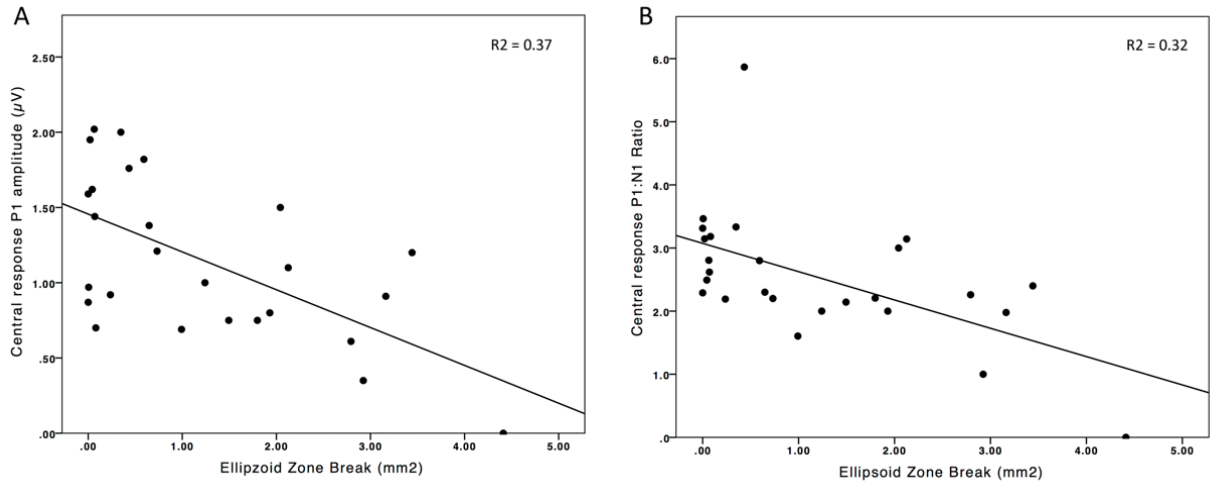 A
R2 = 0.37
Central response P1 amplitude (µV)
2.50
2.00
1.50
1.00
.50
.00
.00 1.00 2.00 3.00 4.00 5.00
Ellipzoid Zone Break (mm2)
B
R2 = 0.32
Central response P1:N1 Ratio
6.0
5.0
4.0
3.0
2.0
1.0
.0
.00 1.00 2.00 3.00 4.00 5.00
Ellipsoid Zone Break (mm2)